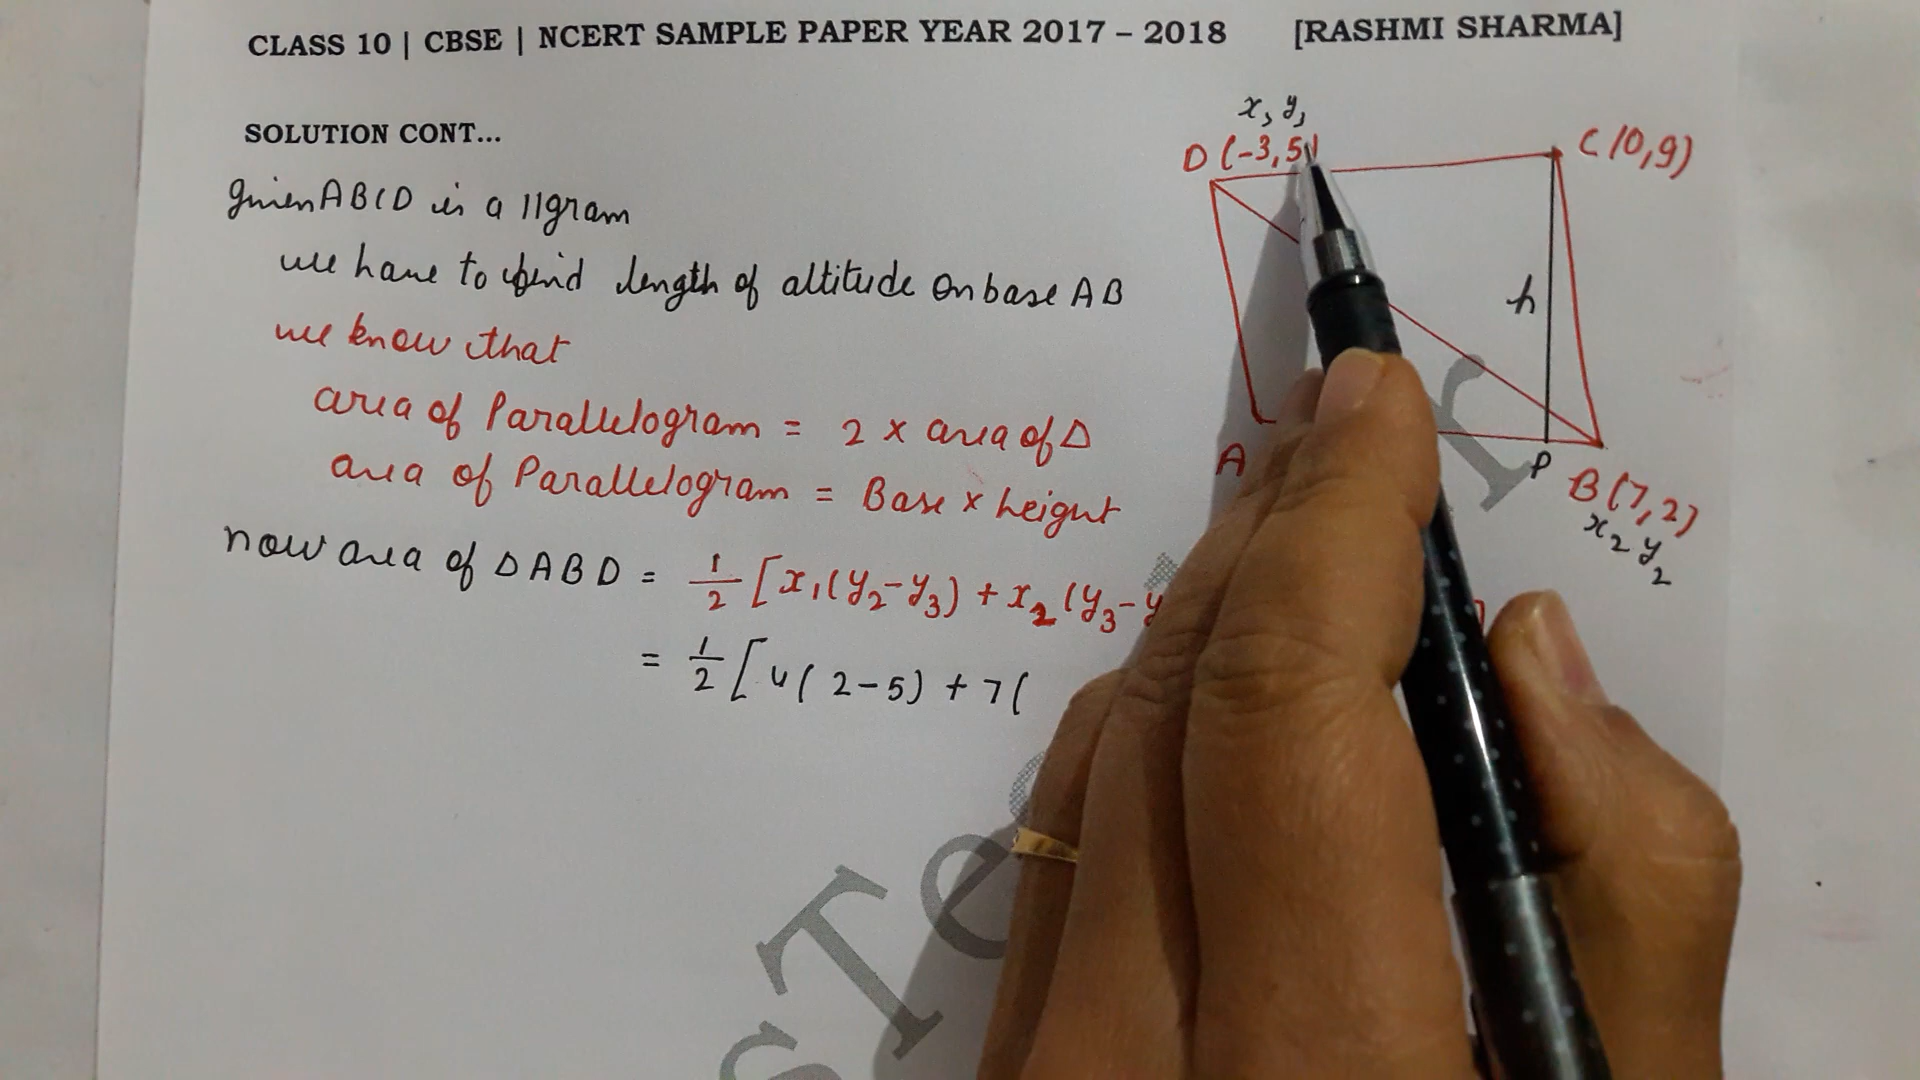 CLASS 10 | CBSE | NCERT SAMPLE PAPER YEAR 2017 – 2018 [RASHMI SHARMA]
SOLUTION CONT...
given ABCD is a ||gram
we have to find length of altitude on base AB
we know that
area of Parallelogram = 2 × area of Δ
area of Parallelogram = Base × height
now area of Δ ABD = 1/2 [x₁(y₂-y₃) + x₂(y₃-y
= 1/2 [4(2-5) + 7(
x₃ y₃
D(-3,5)
C(0,9)
h
A
P
B(7,2)
x₂ y₂